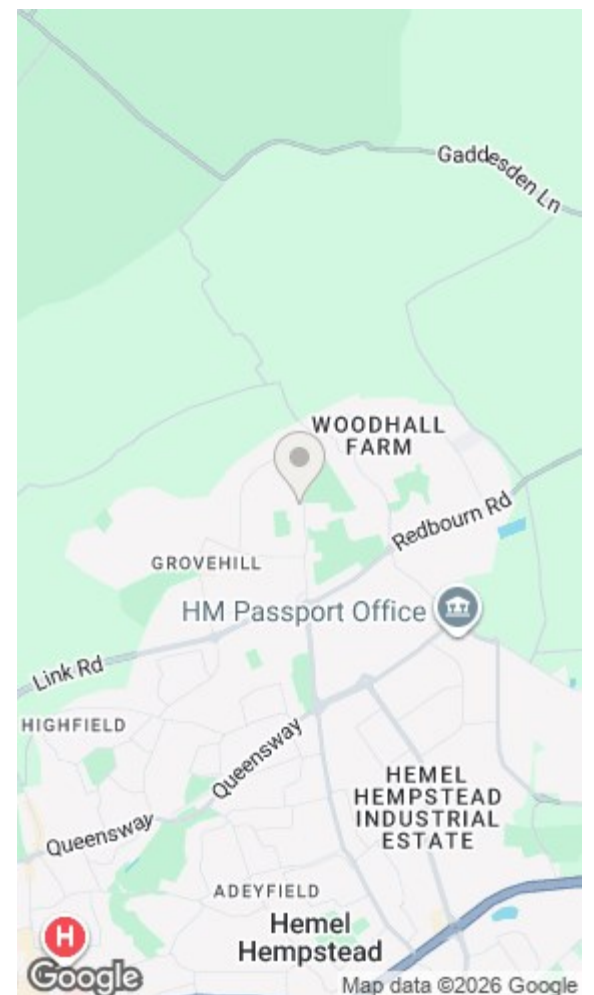 Gaddesden Ln
WOODHALL
FARM
Redbourn Rd
GROVEHILL
HM Passport Office
Link Rd
HIGHFIELD
Queensway
HEMEL
HEMPSTEAD
INDUSTRIAL
ESTATE
Queensway
ADEYFIELD
Hemel
Hempstead
H
Google
Map data ©2026 Google